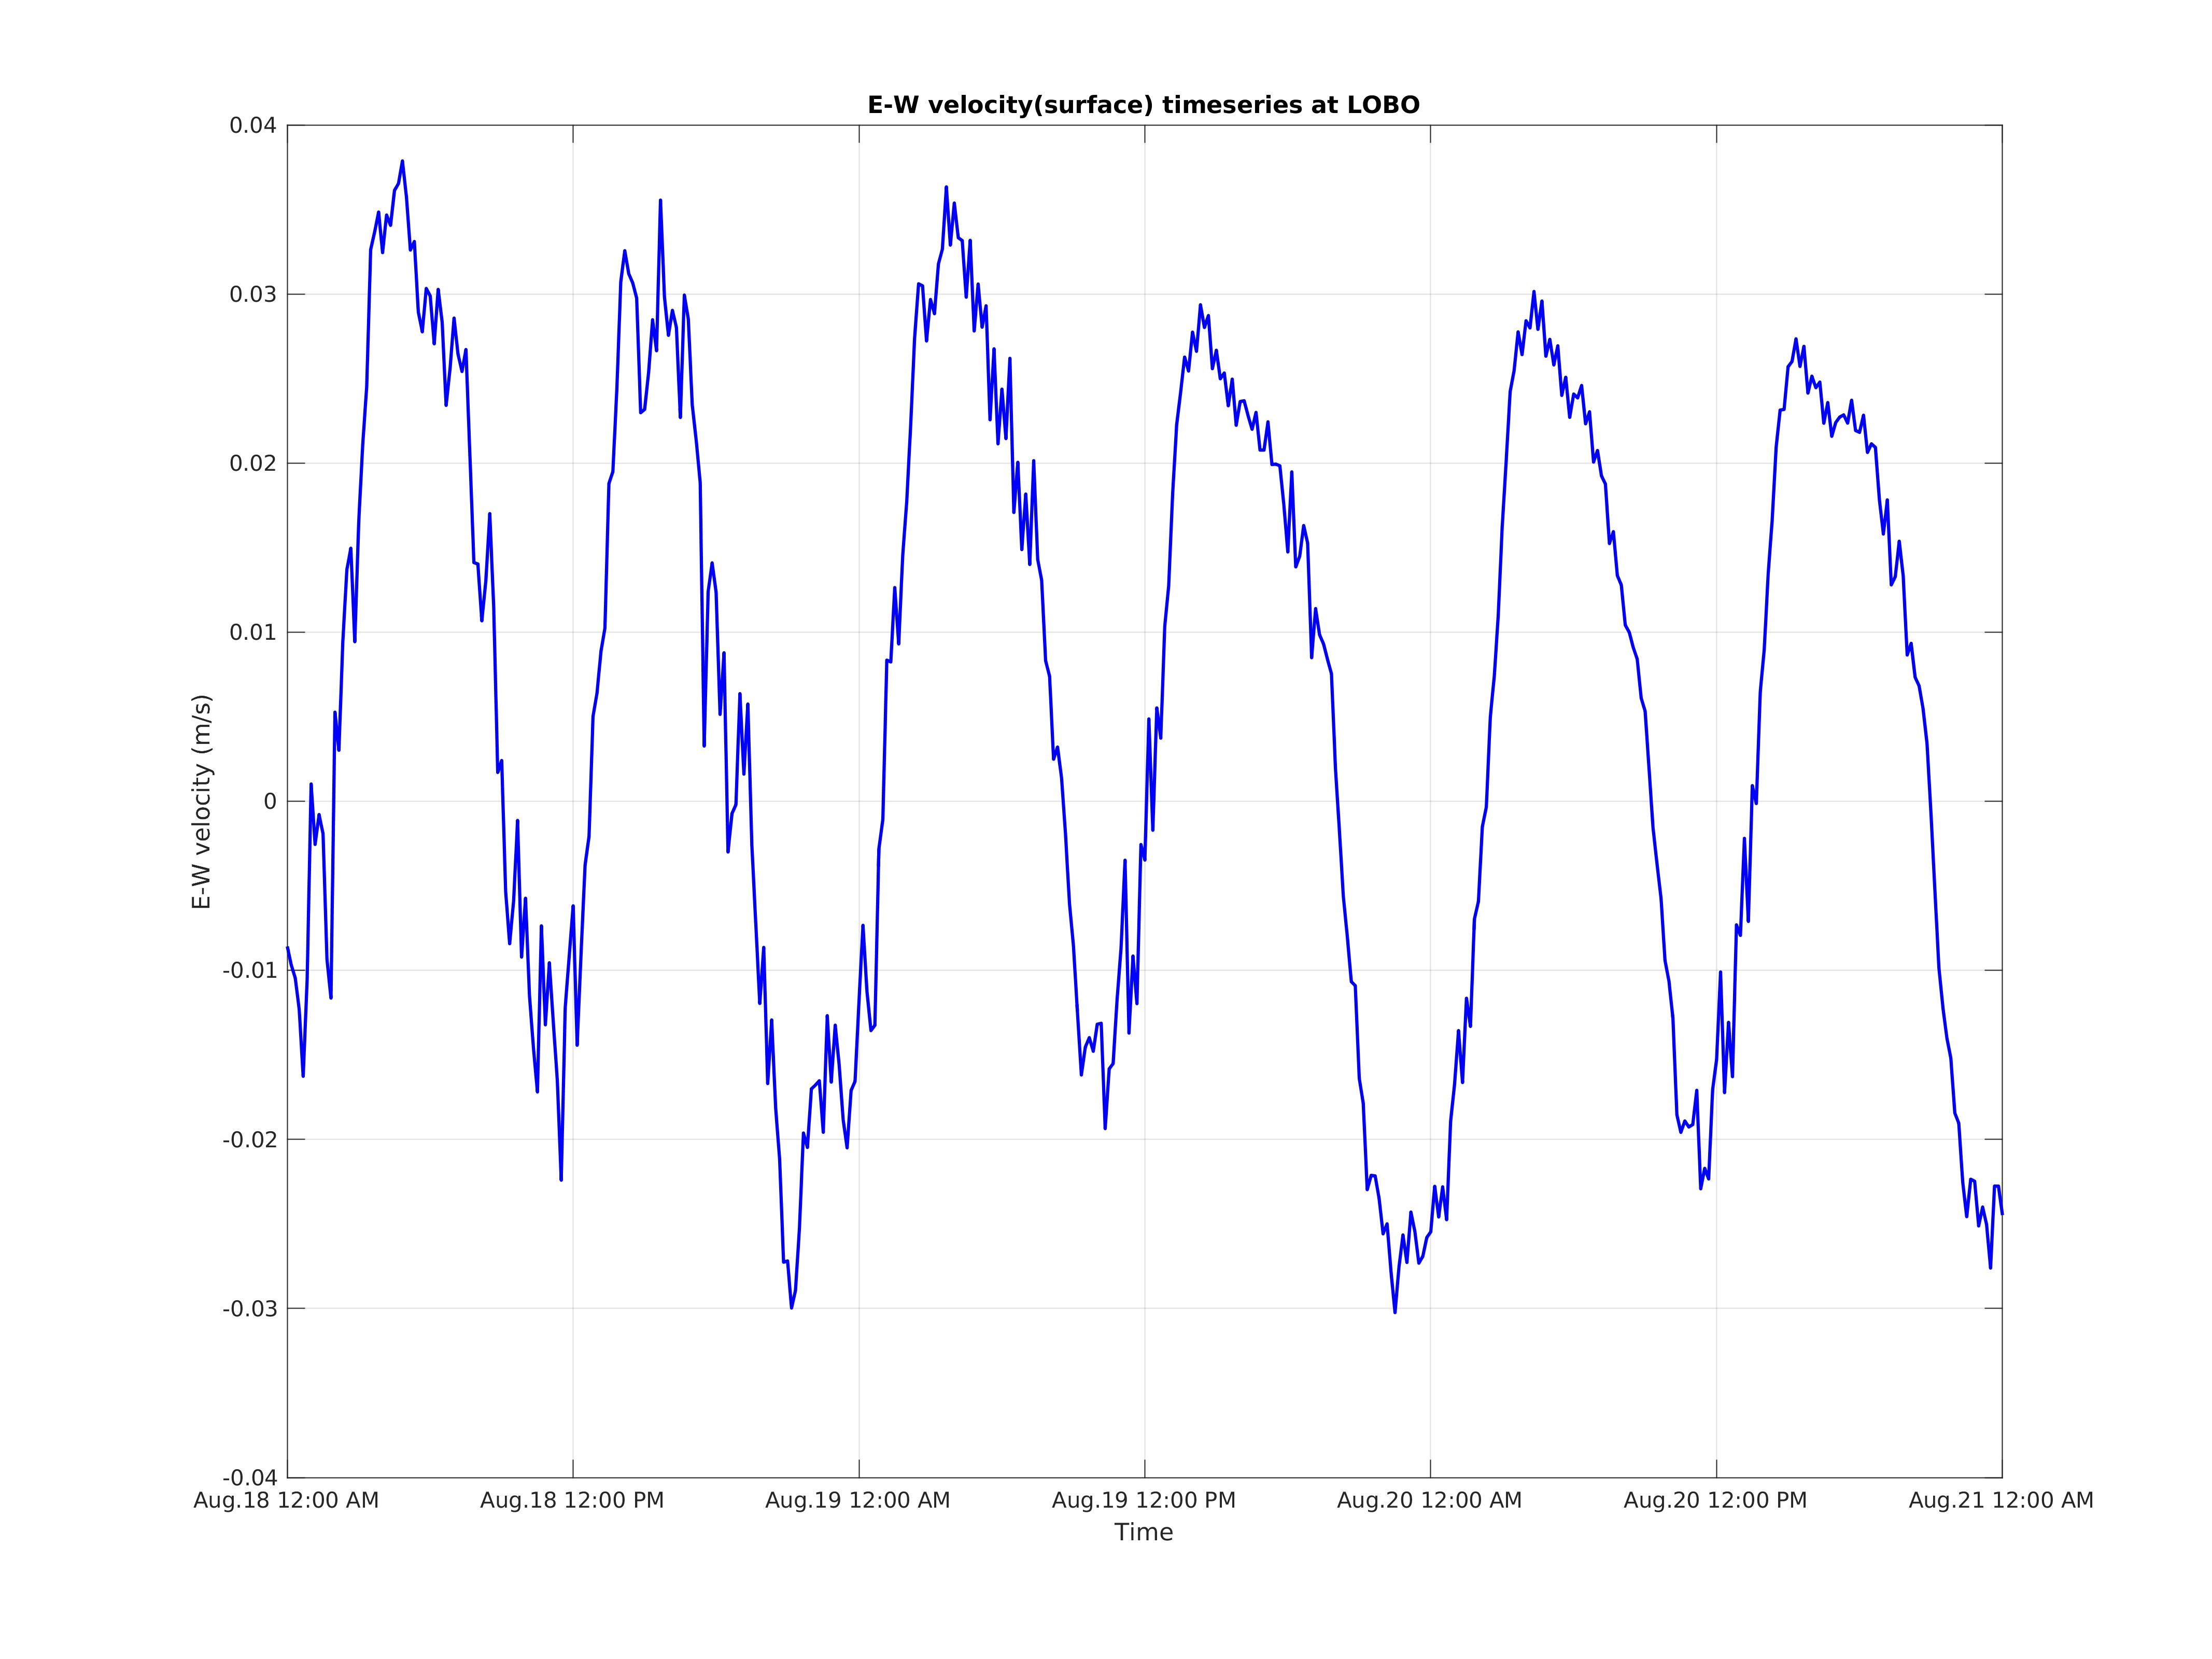 E-W velocity(surface) timeseries at LOBO
0.04
0.03
0.02
0.01
0
-0.01
-0.02
-0.03
-0.04
E-W velocity (m/s)
Aug.18 12:00 AM Aug.18 12:00 PM Aug.19 12:00 AM Aug.19 12:00 PM Aug.20 12:00 AM Aug.20 12:00 PM Aug.21 12:00 AM
Time